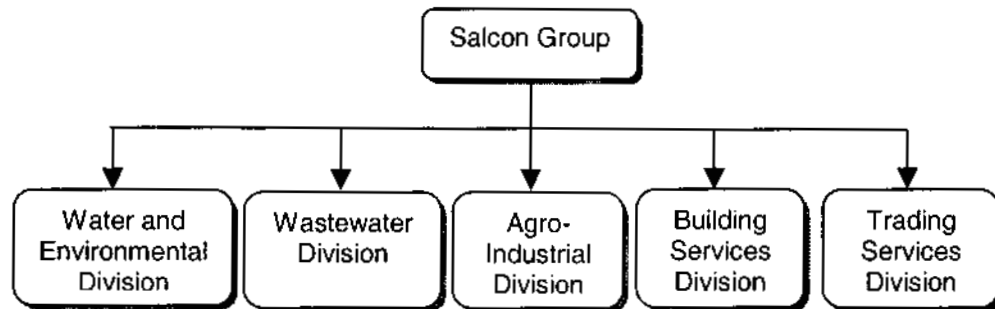 Salcon Group
Water and
Environmental
Division
Wastewater
Division
Agro-
Industrial
Division
Building
Services
Division
Trading
Services
Division